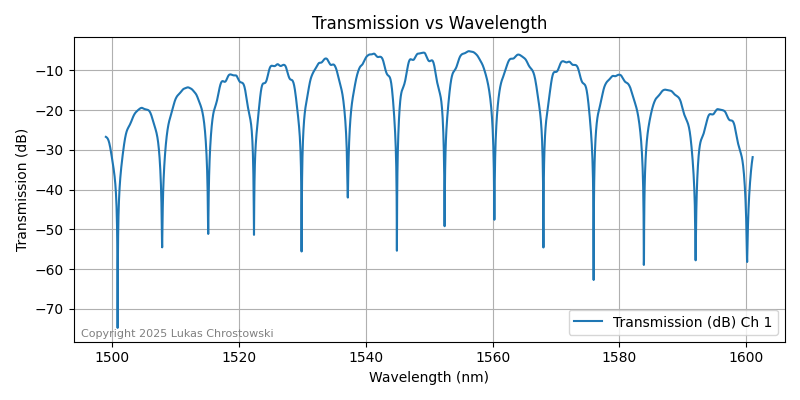 Transmission vs Wavelength
Transmission (dB)
−10
−20
−30
−40
−50
−60
−70
Copyright 2025 Lukas Chrostowski
Transmission (dB) Ch 1
1500 1520 1540 1560 1580 1600
Wavelength (nm)